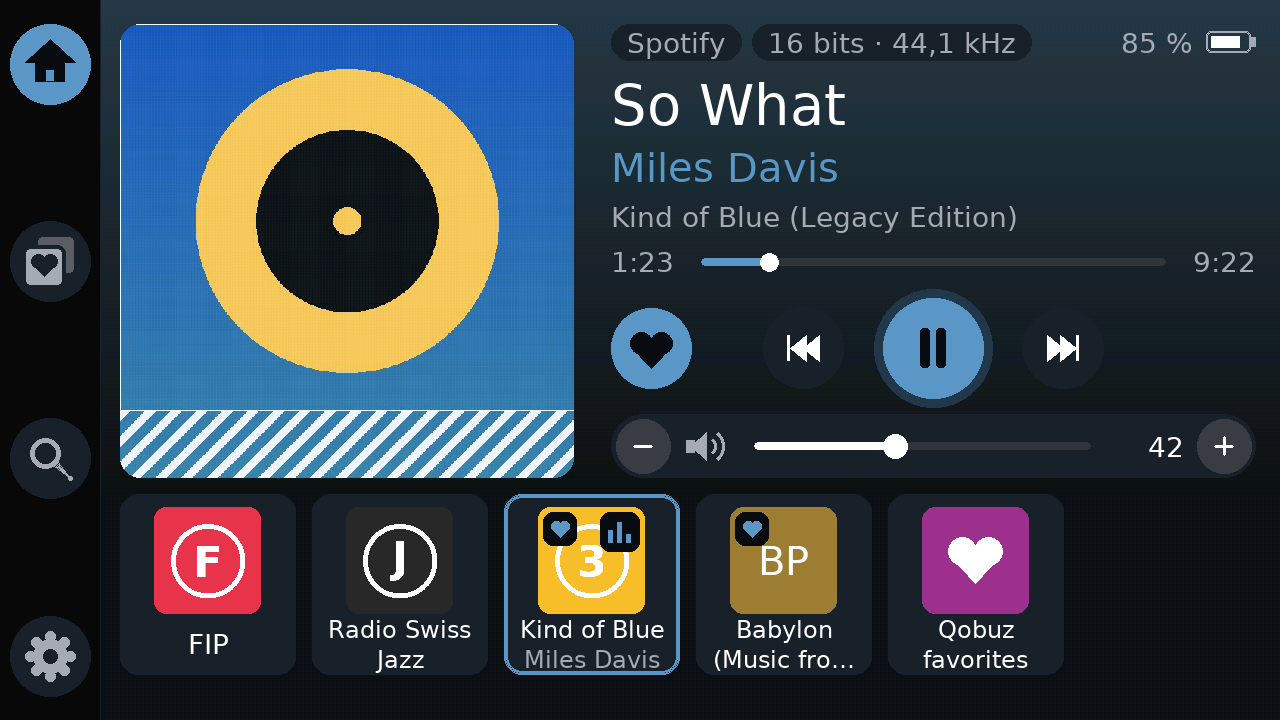 Spotify
16 bits · 44,1 kHz
85 %
So What
Miles Davis
Kind of Blue (Legacy Edition)
1:23
9:22
42
F
FIP
J
Radio Swiss
Jazz
3
Kind of Blue
Miles Davis
BP
Babylon
(Music fro…
Qobuz
favorites